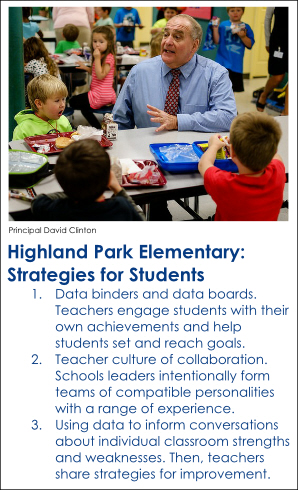 Principal David Clinton
Highland Park Elementary:
Strategies for Students
1. Data binders and data boards.
Teachers engage students with their
own achievements and help
students set and reach goals.
2. Teacher culture of collaboration.
Schools leaders intentionally form
teams of compatible personalities
with a range of experience.
3. Using data to inform conversations
about individual classroom strengths
and weaknesses. Then, teachers
share strategies for improvement.